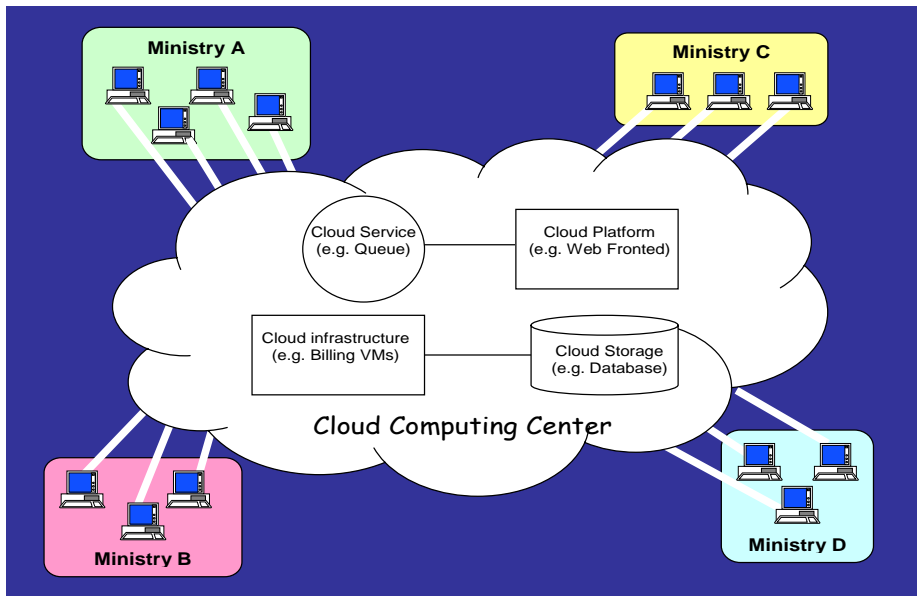 Ministry A
Ministry C
Cloud Service
(e.g. Queue)
Cloud Platform
(e.g. Web Fronted)
Cloud infrastructure
(e.g. Billing VMs)
Cloud Storage
(e.g. Database)
Cloud Computing Center
Ministry B
Ministry D